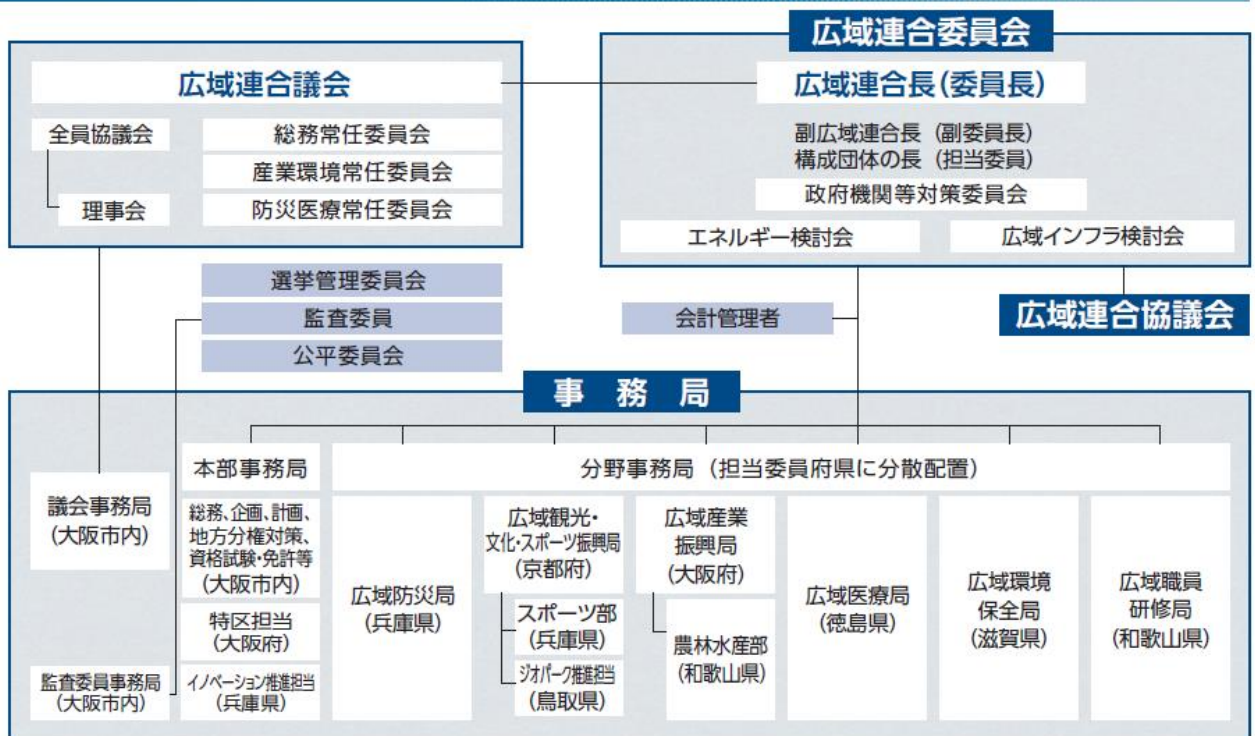 広域連合議会
全員協議会
理事会
総務常任委員会
産業環境常任委員会
防災医療常任委員会
広域連合委員会
広域連合長(委員長)
副広域連合長(副委員長)
構成団体の長(担当委員)
政府機関等対策委員会
エネルギー検討会
広域インフラ検討会
選挙管理委員会
監査委員
公平委員会
会計管理者
広域連合協議会
事務局
議会事務局
(大阪市内)
監査委員事務局
(大阪市内)
本部事務局
総務、企画、計画、
地方分権対策、
資格試験・免許等
(大阪市内)
特区担当
(大阪府)
イノベーション推進担当
(兵庫県)
分野事務局(担当委員府県に分散配置)
広域防災局
(兵庫県)
広域観光・
文化・スポーツ振興局
(京都府)
スポーツ部
(兵庫県)
ジオパーク推進担当
(鳥取県)
広域産業
振興局
(大阪府)
農林水産部
(和歌山県)
広域医療局
(徳島県)
広域環境
保全局
(滋賀県)
広域職員
研修局
(和歌山県)